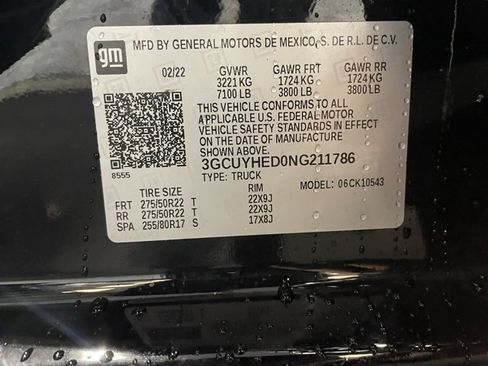 gm
MFD BY GENERAL MOTORS DE MEXICO, S. DE R.L. DE C.V.
02/22 GVWR GAWR FRT GAWR RR
3221 KG 1724 KG 1724 KG
7100 LB 3800 LB 3800 LB
THIS VEHICLE CONFORMS TO ALL
APPLICABLE U.S. FEDERAL MOTOR
VEHICLE SAFETY STANDARDS IN EFFECT
ON THE DATE OF MANUFACTURE
SHOWN ABOVE.
3GCUYHED0NG211786
8555
TYPE: TRUCK MODEL: 06CK10543
TIRE SIZE RIM
FRT 275/50R22 T 22X9J
RR 275/50R22 T 22X9J
SPA 255/80R17 S 17X8J